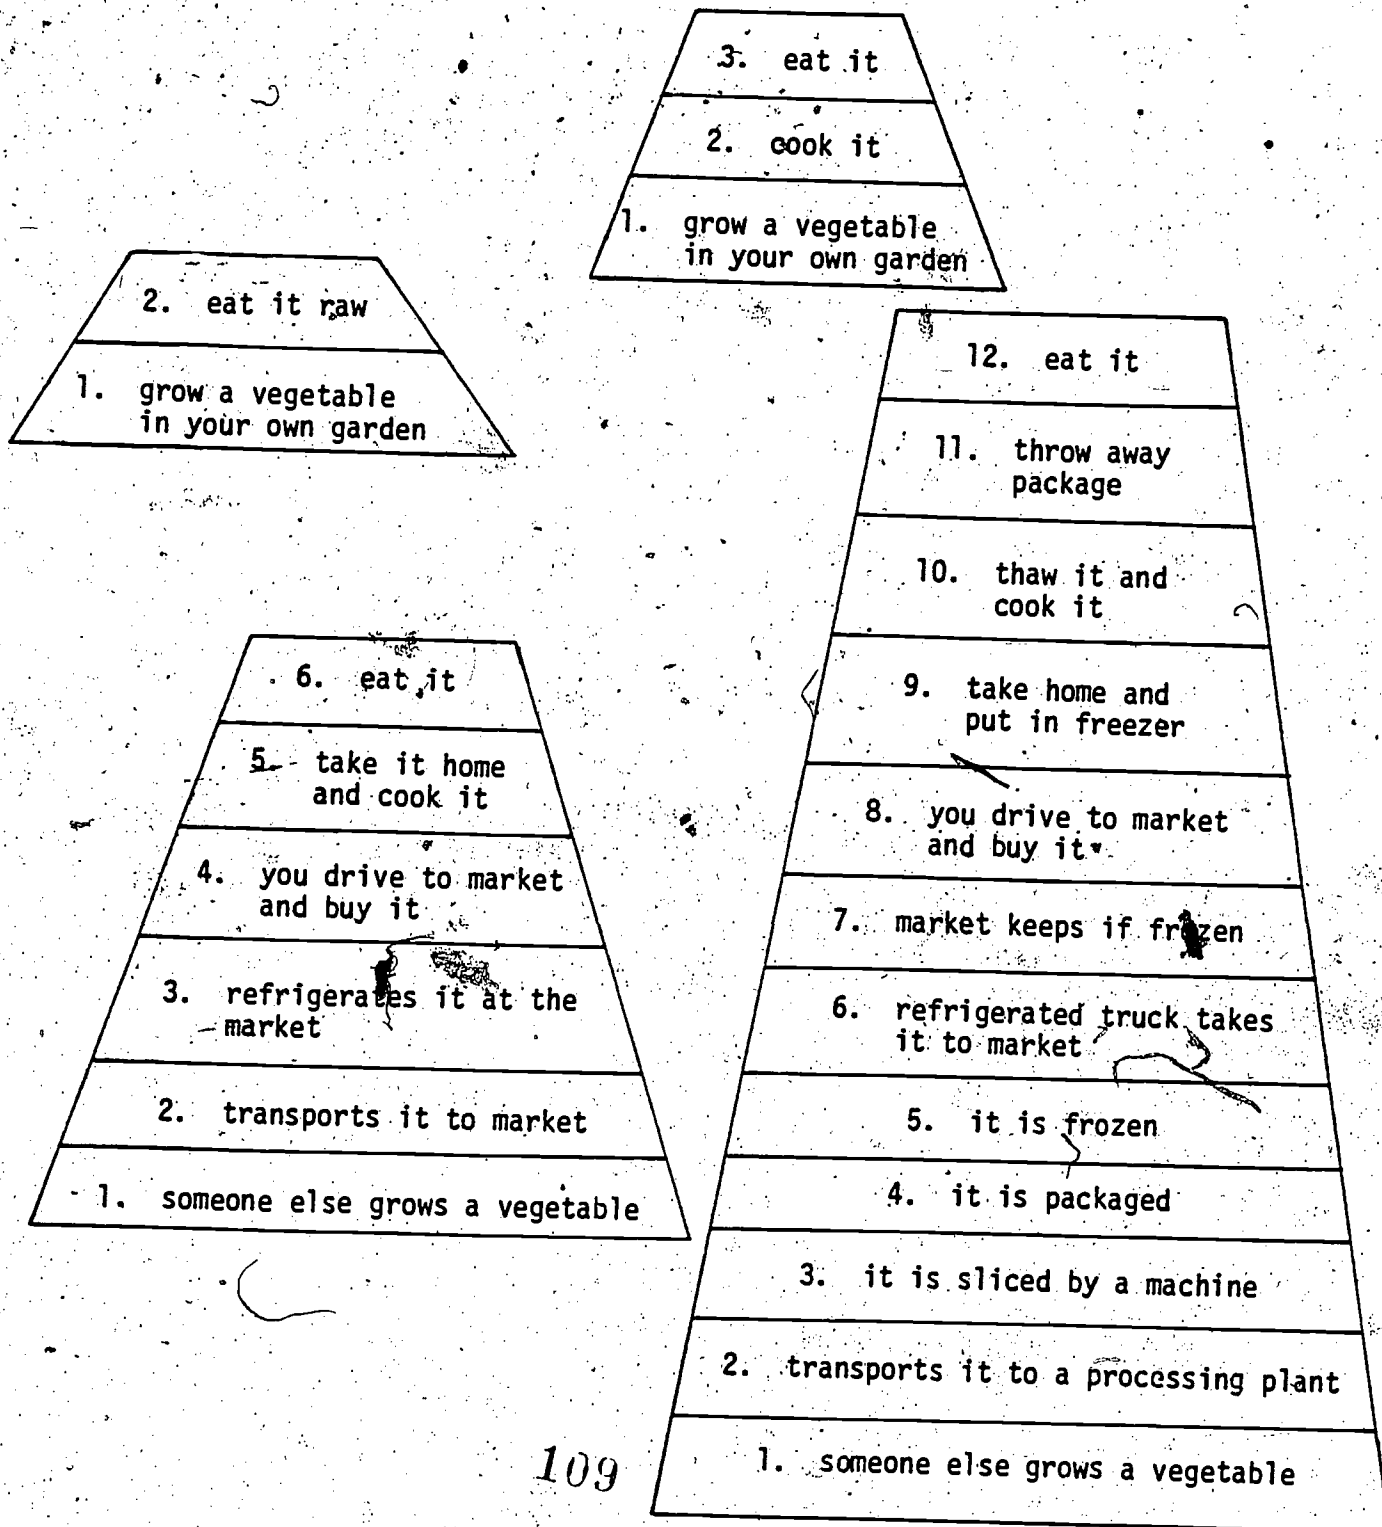 3. eat it
2. cook it
1. grow a vegetable
in your own garden
2. eat it raw
1. grow a vegetable
in your own garden
12. eat it
11. throw away
package
10. thaw it and
cook it
9. take home and
put in freezer
8. you drive to market
and buy it
7. market keeps if frozen
6. refrigerated truck takes
it to market
5. it is frozen
4. it is packaged
3. it is sliced by a machine
2. transports it to a processing plant
1. someone else grows a vegetable
6. eat it
5. take it home
and cook it
4. you drive to market
and buy it
3. refrigerates it at the
market
2. transports it to market
1. someone else grows a vegetable
109